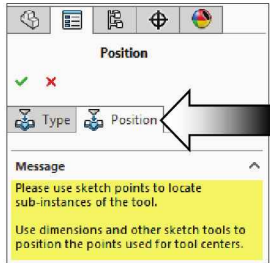 Position
Type
Position
Message
Please use sketch points to locate
sub-instances of the tool.
Use dimensions and other sketch tools to
position the points used for tool centers.